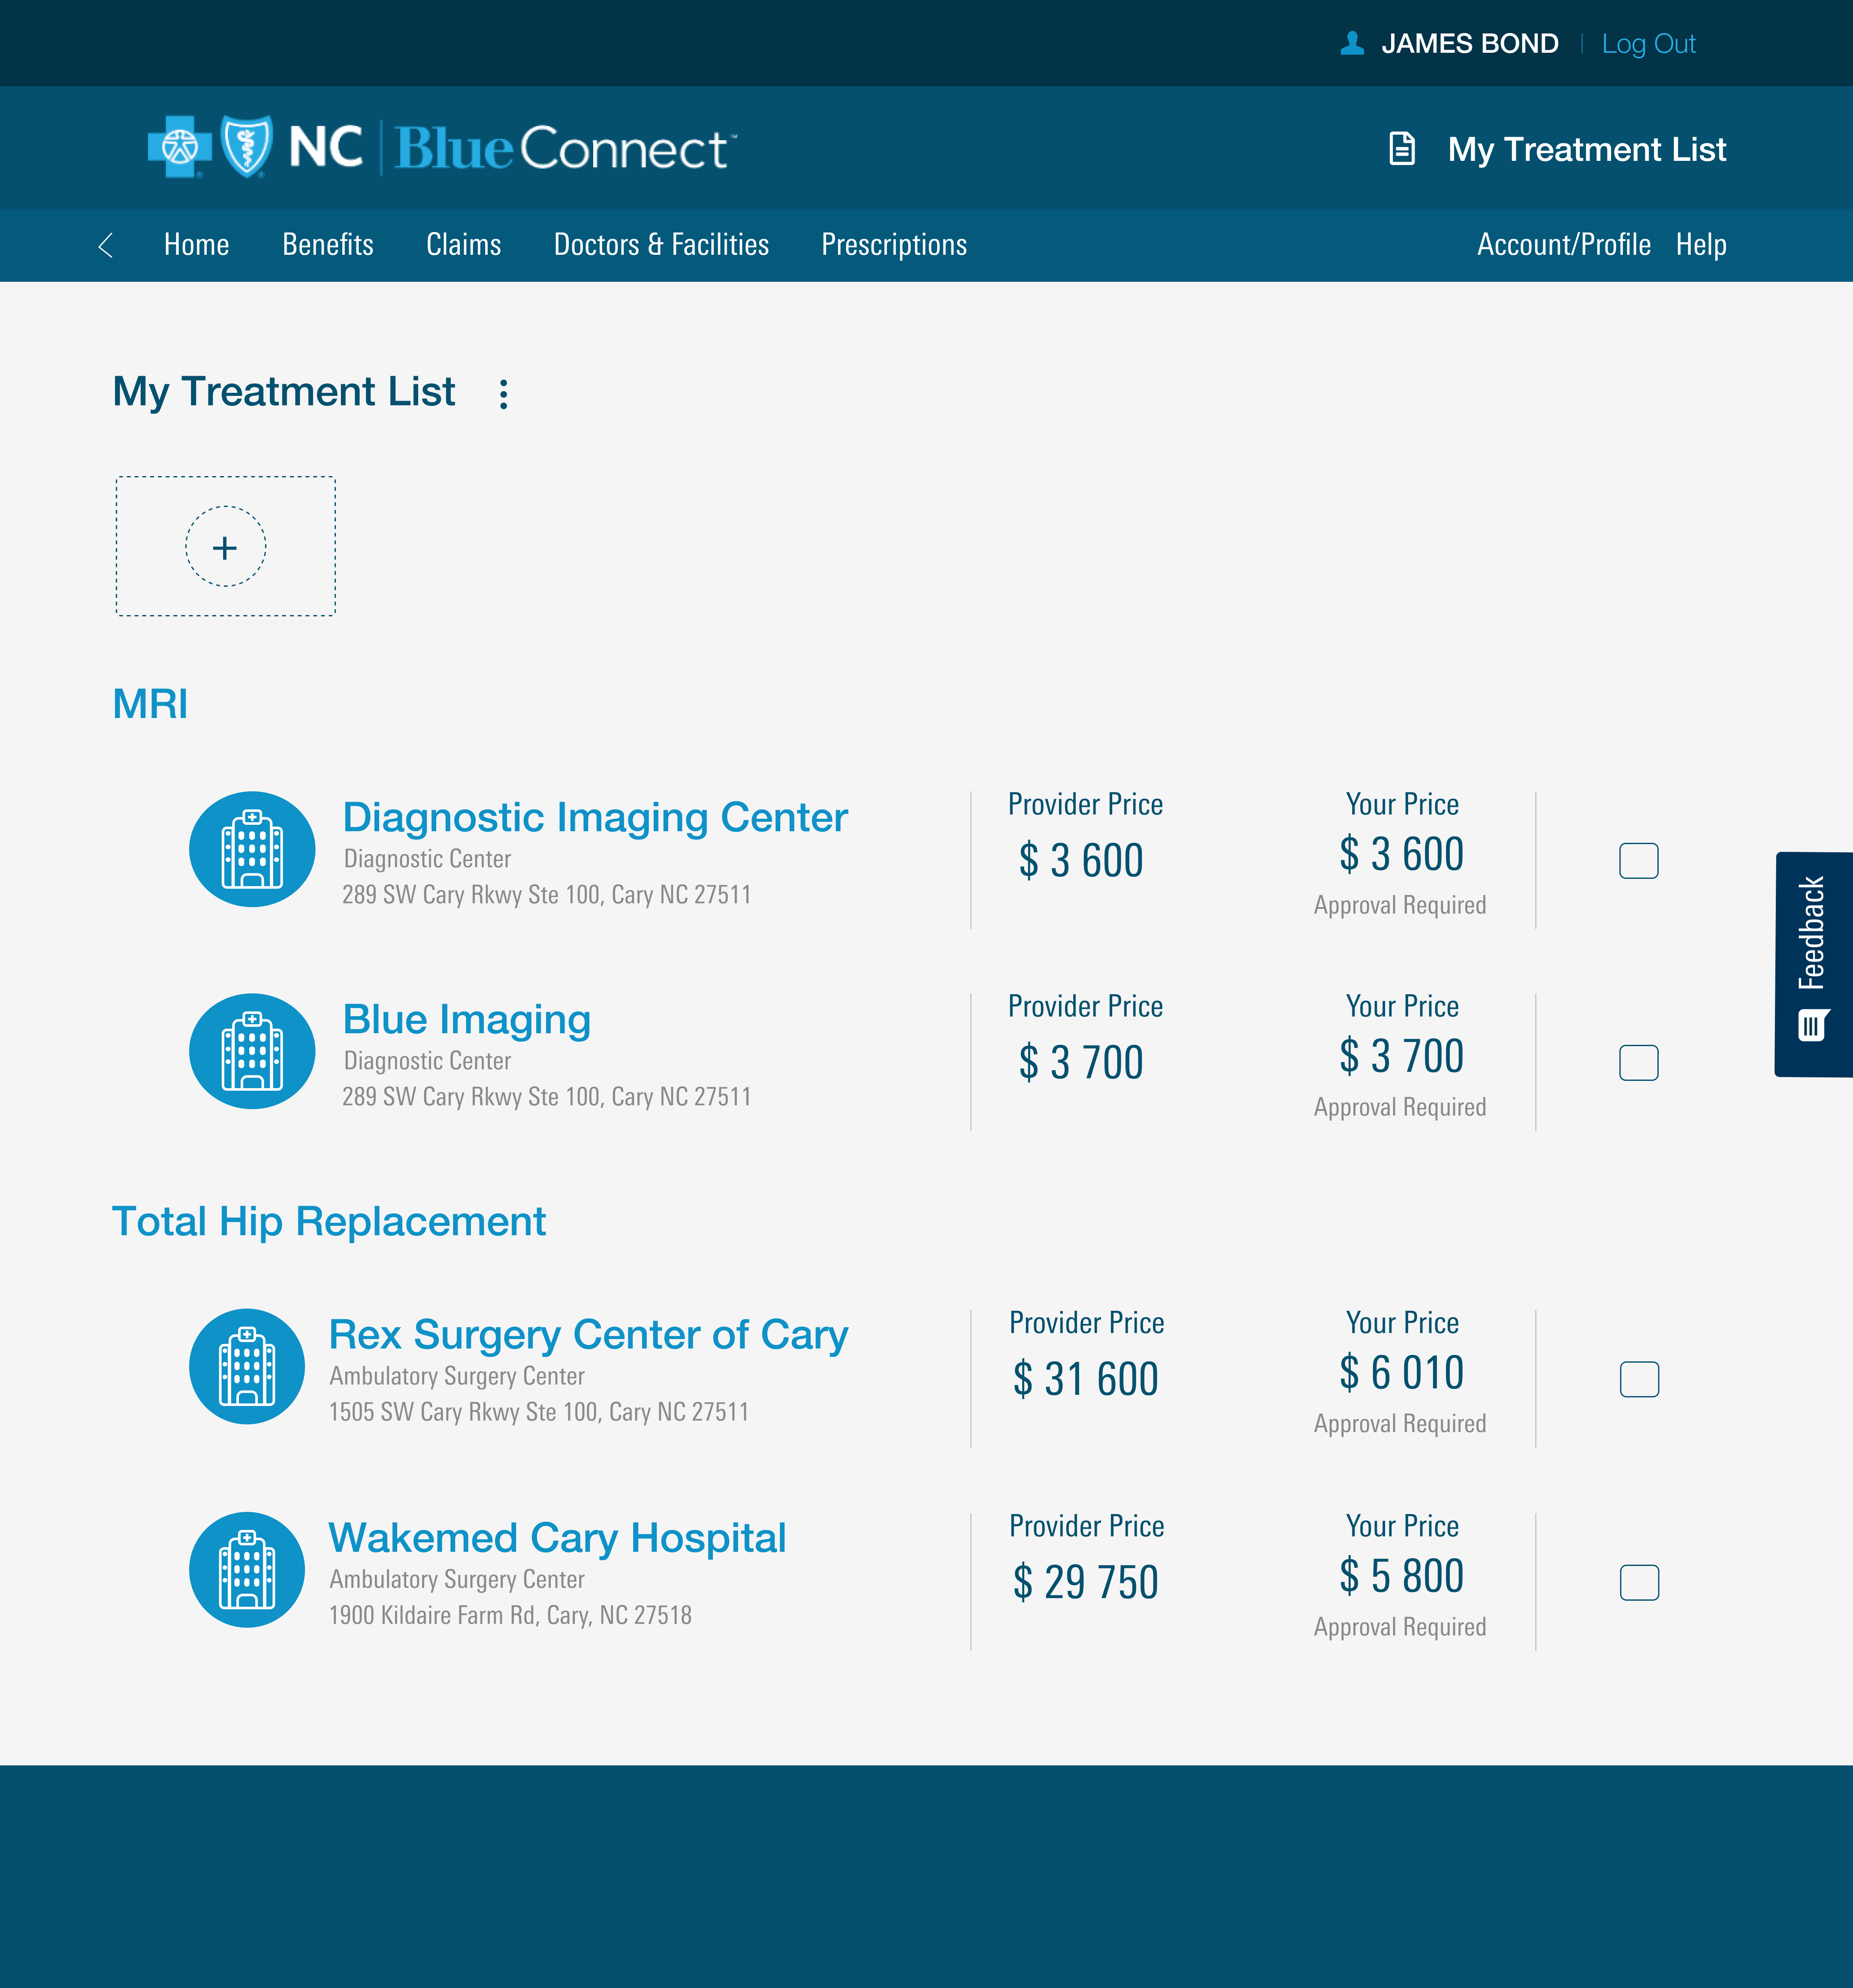 JAMES BOND | Log Out
NC | Blue Connect™
My Treatment List
Home Benefits Claims Doctors & Facilities Prescriptions Account/Profile Help
My Treatment List
+
MRI
Diagnostic Imaging Center
Diagnostic Center
289 SW Cary Rkwy Ste 100, Cary NC 27511
Provider Price
$ 3 600
Your Price
$ 3 600
Approval Required
Blue Imaging
Diagnostic Center
289 SW Cary Rkwy Ste 100, Cary NC 27511
Provider Price
$ 3 700
Your Price
$ 3 700
Approval Required
Feedback
Total Hip Replacement
Rex Surgery Center of Cary
Ambulatory Surgery Center
1505 SW Cary Rkwy Ste 100, Cary NC 27511
Provider Price
$ 31 600
Your Price
$ 6 010
Approval Required
Wakemed Cary Hospital
Ambulatory Surgery Center
1900 Kildaire Farm Rd, Cary, NC 27518
Provider Price
$ 29 750
Your Price
$ 5 800
Approval Required